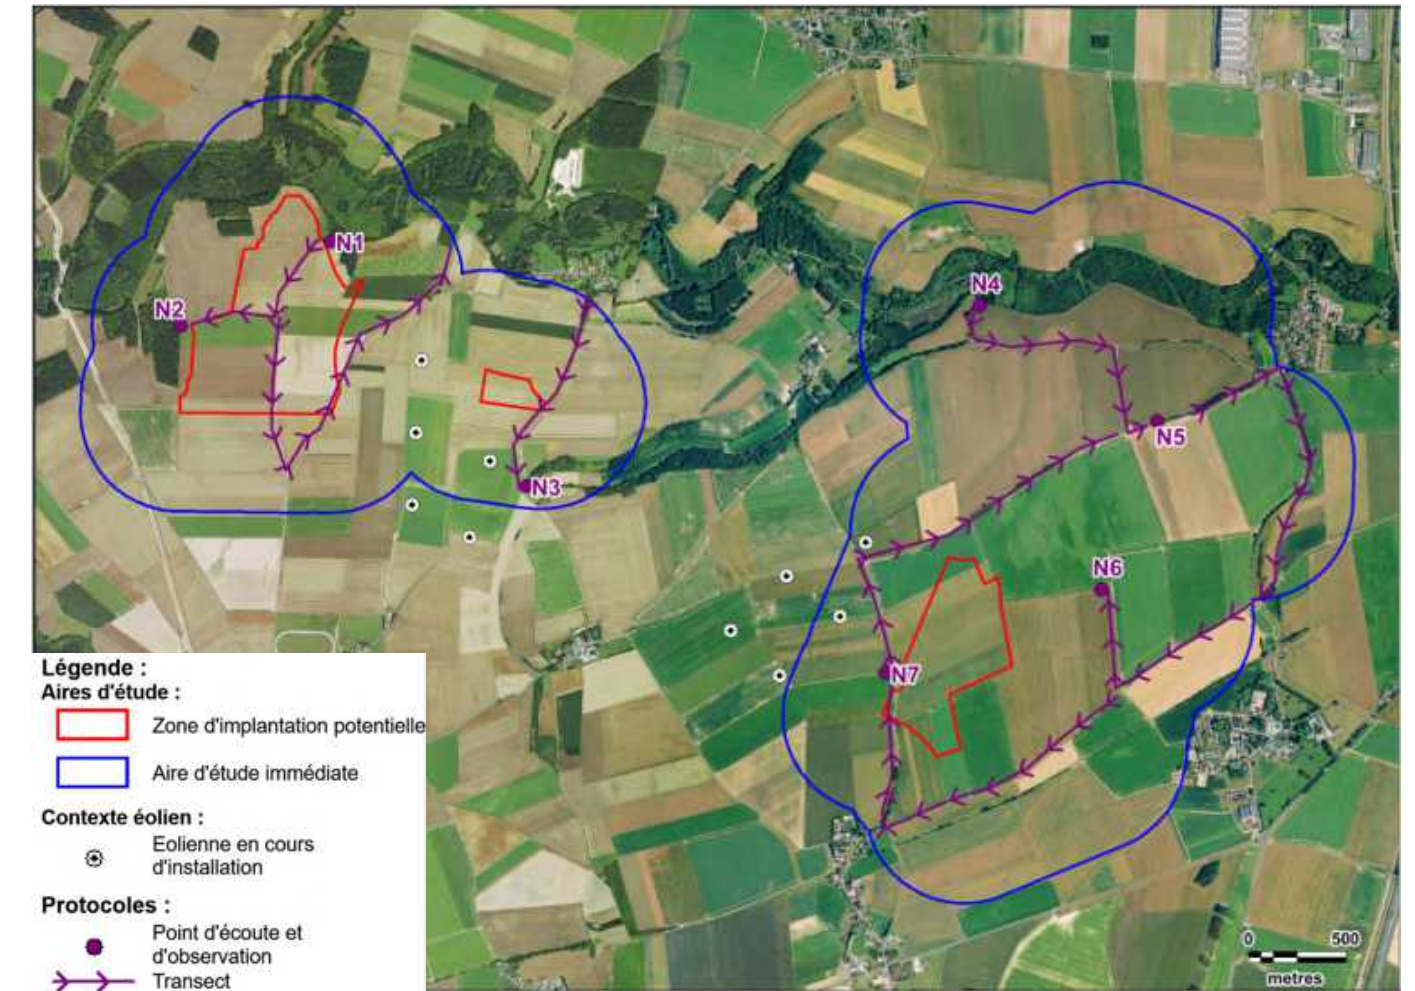 N1
N2
N4
N3
N5
N6
N7
Légende :
Aires d'étude :
Zone d'implantation potentielle
Aire d'étude immédiate
Contexte éolien :
Eolienne en cours
d'installation
Protocoles :
Point d'écoute et
d'observation
Transect
0 500
metres